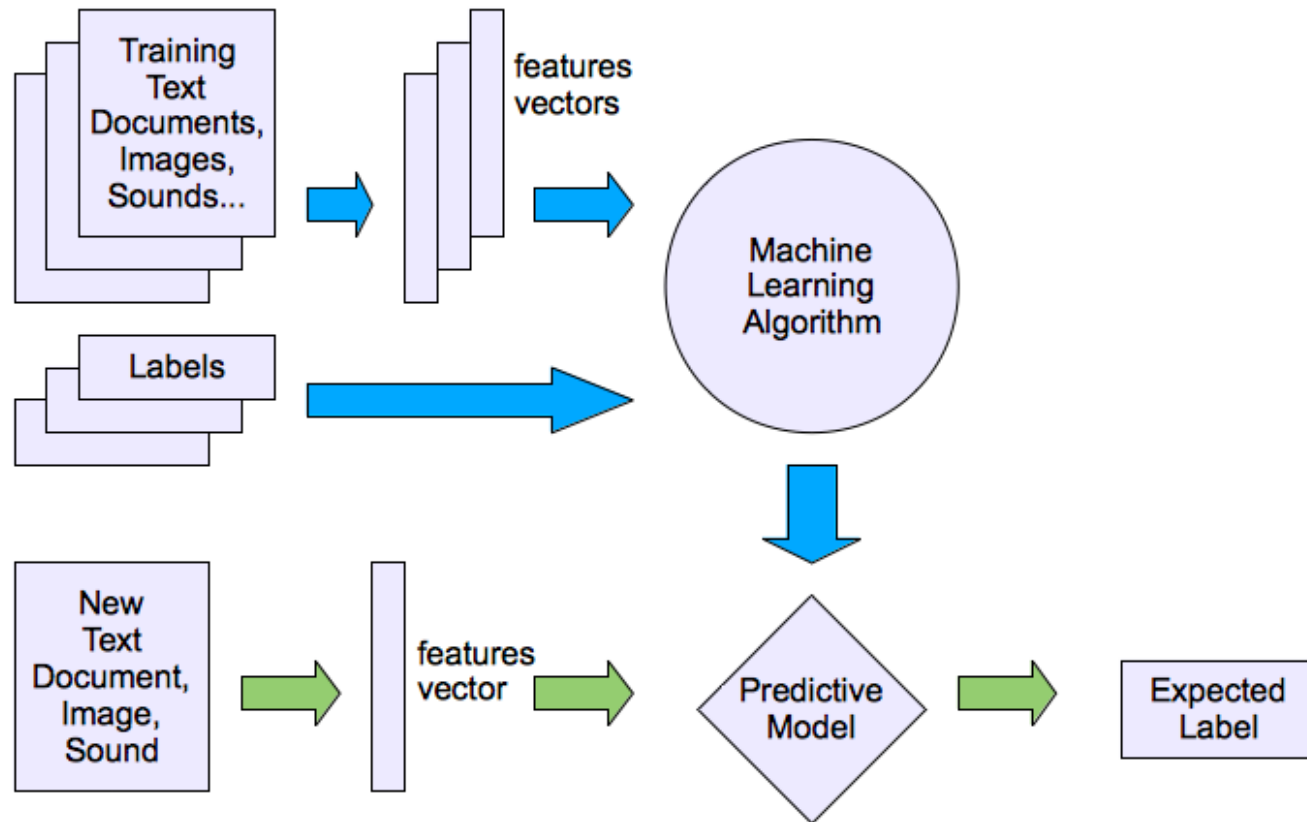 Training
Text
Documents,
Images,
Sounds...
features
vectors
Machine
Learning
Algorithm
Labels
New
Text
Document,
Image,
Sound
features
vector
Predictive
Model
Expected
Label